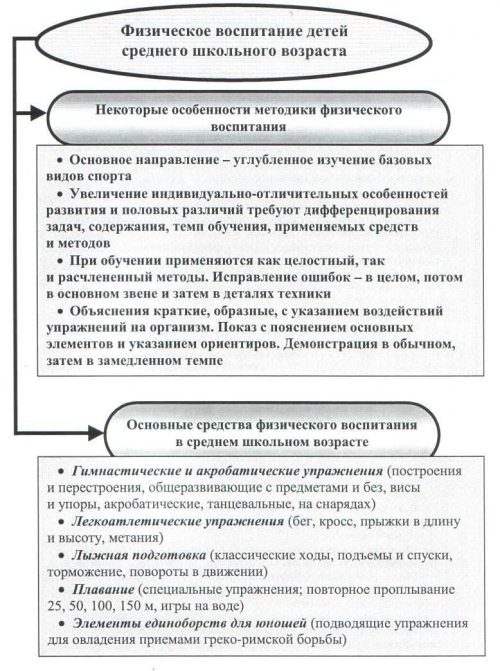 Физическое воспитание детей
среднего школьного возраста
Некоторые особенности методики физического
воспитания
• Основное направление – углубленное изучение базовых
видов спорта
• Увеличение индивидуально-отличительных особенностей
развития и половых различий требуют дифференцирования
задач, содержания, темп обучения, применяемых средств
и методов
• При обучении применяются как целостный, так
и расчлененный методы. Исправление ошибок – в целом, потом
в основном звене и затем в деталях техники
• Объяснения краткие, образные, с указанием воздействий
упражнений на организм. Показ с пояснением основных
элементов и указанием ориентиров. Демонстрация в обычном,
затем в замедленном темпе
Основные средства физического воспитания
в среднем школьном возрасте
• Гимнастические и акробатические упражнения (построения
и перестроения, общеразвивающие с предметами и без, висы
и упоры, акробатические, танцевальные, на снарядах)
• Легкоатлетические упражнения (бег, кросс, прыжки в длину
и высоту, метания)
• Лыжная подготовка (классические ходы, подъемы и спуски,
торможение, повороты в движении)
• Плавание (специальные упражнения; повторное проплывание
25, 50, 100, 150 м, игры на воде)
• Элементы единоборств для юношей (подводящие упражнения
для овладения приемами греко-римской борьбы)